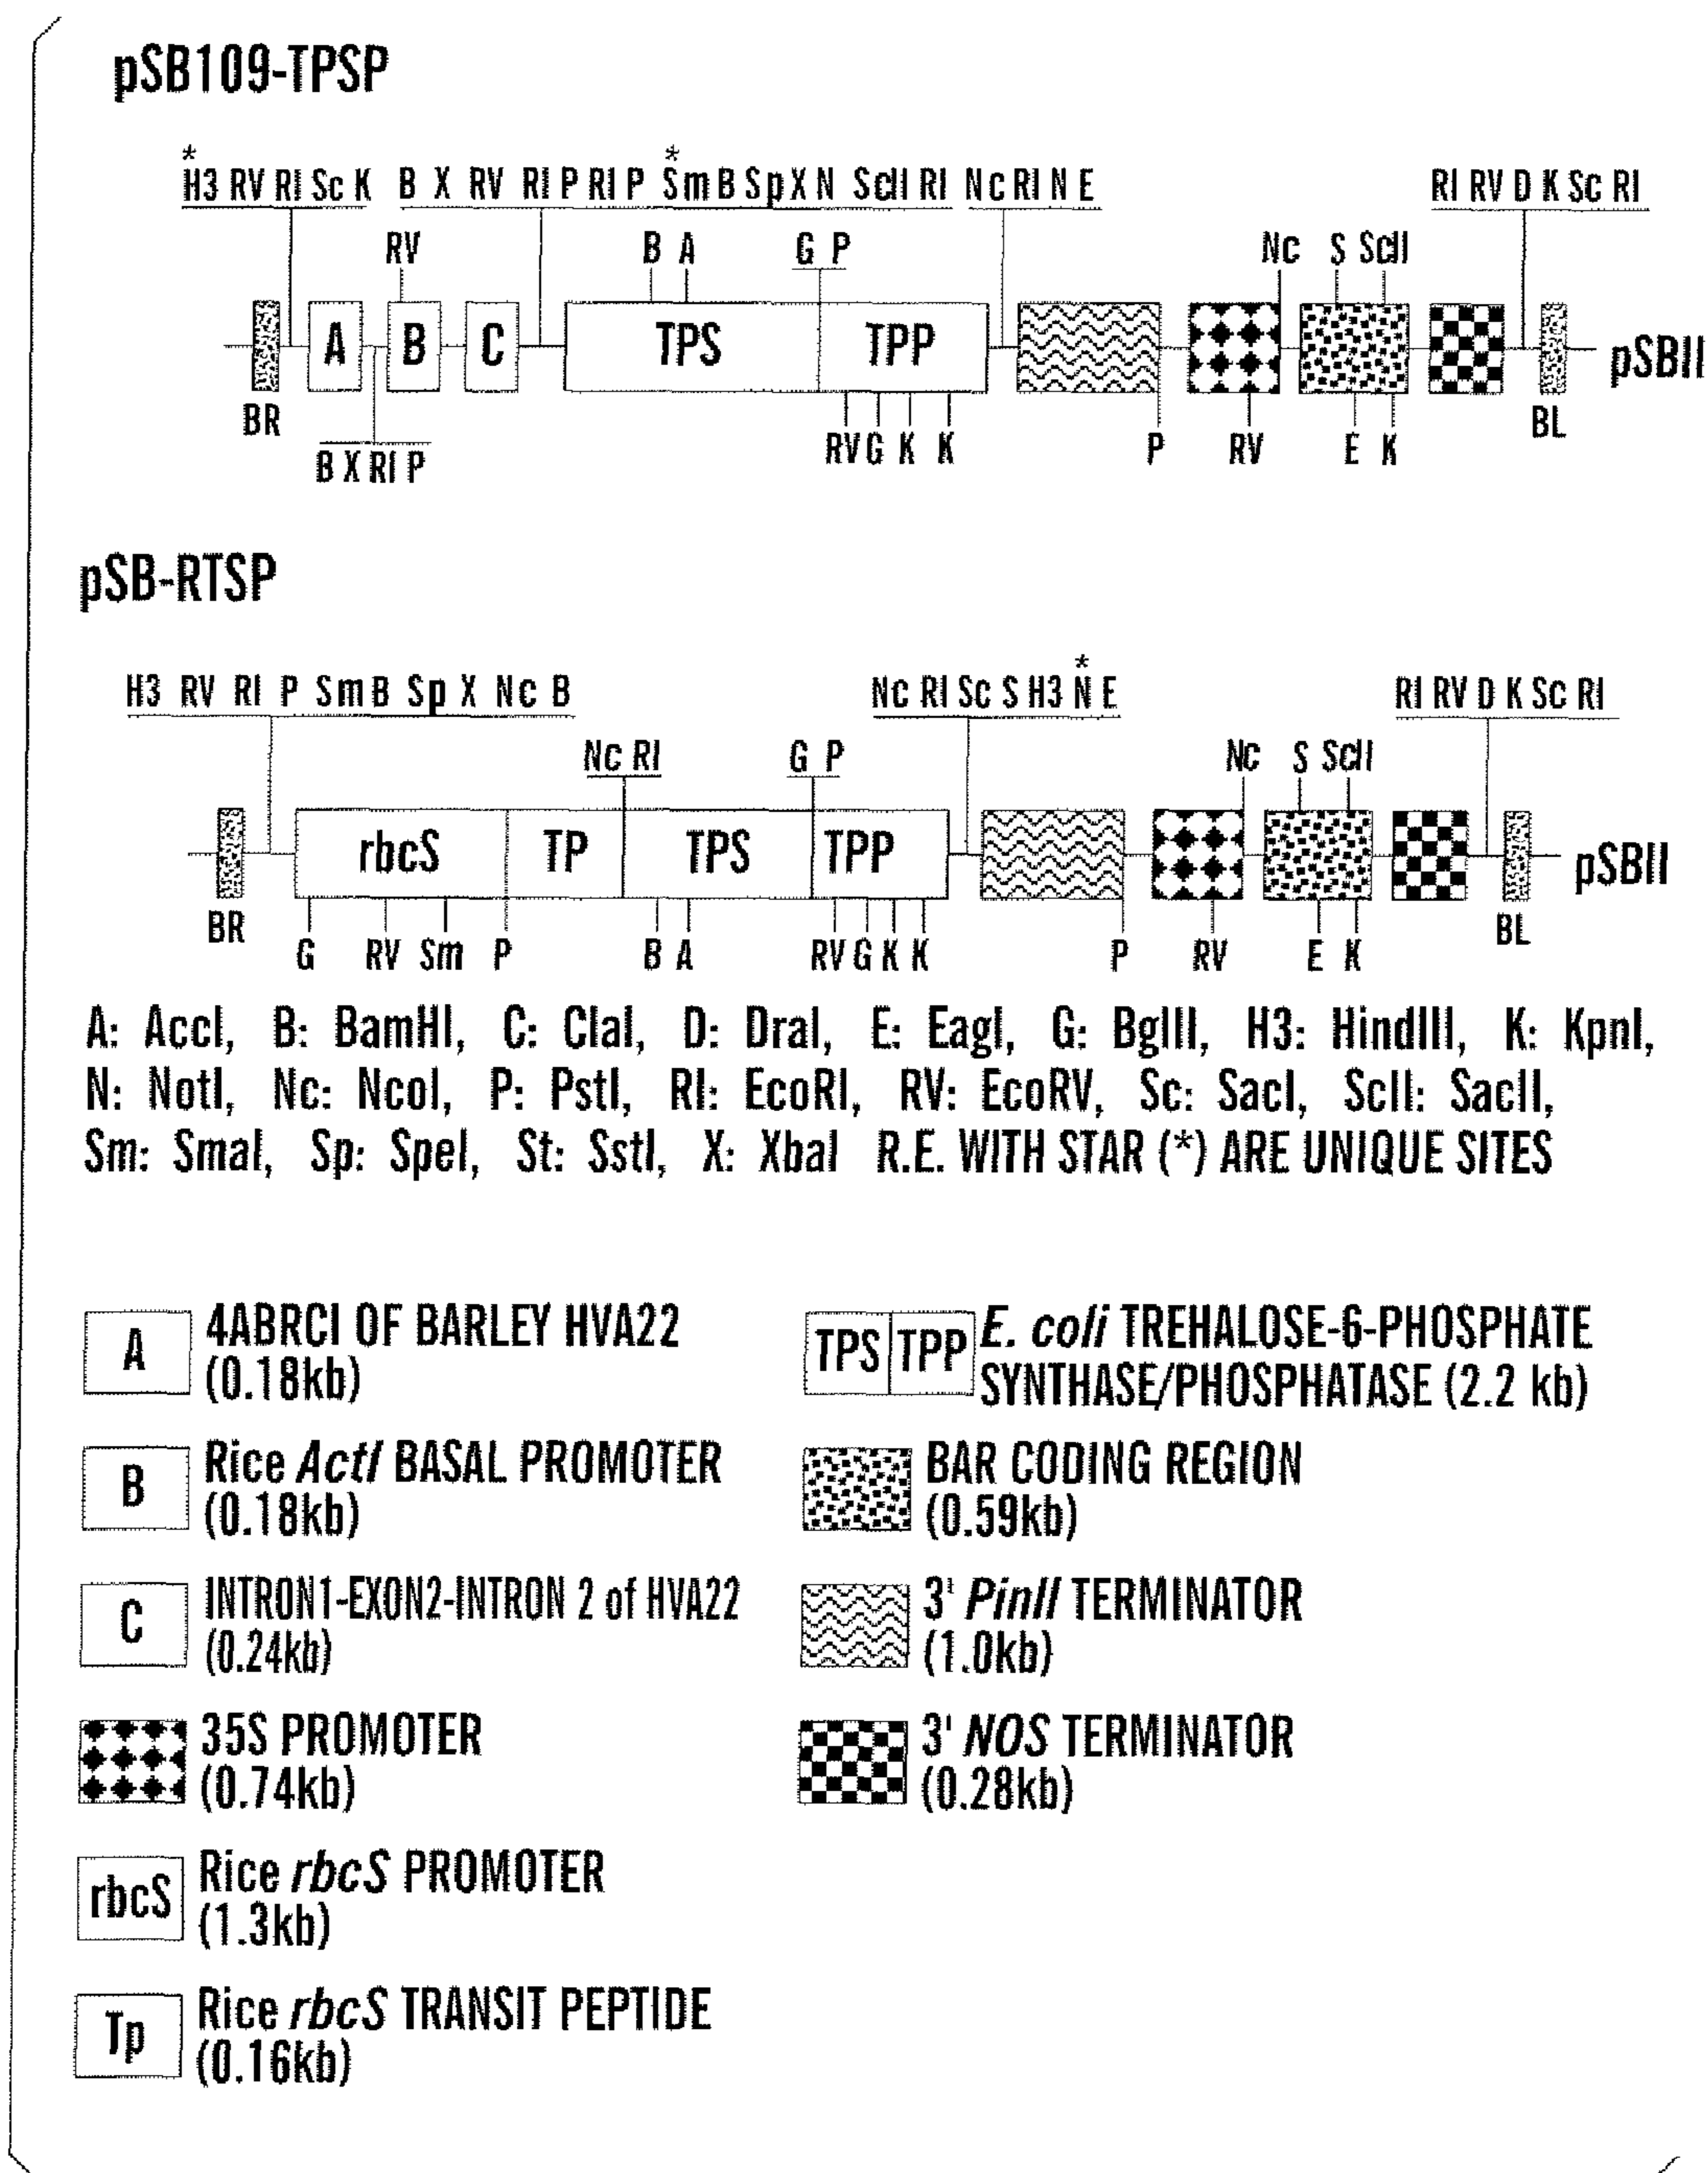 pSB109-TPSP
* *
H3 RV RI Sc K B X RV RI P RI P Sm B Sp X N ScII RI Nc RI N E RI RV D K Sc RI
RV B A G P Nc S ScII
A B C TPS TPP pSBII
BR BL
RV G K K P RV E K
B X RI P
pSB-RTSP
*
H3 RV RI P Sm B Sp X Nc B Nc RI Sc S H3 N E RI RV D K Sc RI
Nc RI G P Nc S ScII
rbcS TP TPS TPP pSBII
BR BL
G RV Sm P B A RV G K K P RV E K
A: AccI, B: BamHI, C: ClaI, D: DraI, E: EagI, G: BglII, H3: HindIII, K: KpnI,
N: NotI, Nc: NcoI, P: PstI, RI: EcoRI, RV: EcoRV, Sc: SacI, ScII: SacII,
Sm: SmaI, Sp: SpeI, St: SstI, X: XbaI R.E. WITH STAR (*) ARE UNIQUE SITES
A 4ABRCI OF BARLEY HVA22
(0.18kb)
B Rice ActI BASAL PROMOTER
(0.18kb)
C INTRON1-EXON2-INTRON 2 of HVA22
(0.24kb)
35S PROMOTER
(0.74kb)
rbcS Rice rbcS PROMOTER
(1.3kb)
Tp Rice rbcS TRANSIT PEPTIDE
(0.16kb)
TPS TPP E. coli TREHALOSE-6-PHOSPHATE
SYNTHASE/PHOSPHATASE (2.2 kb)
BAR CODING REGION
(0.59kb)
3' PinII TERMINATOR
(1.0kb)
3' NOS TERMINATOR
(0.28kb)